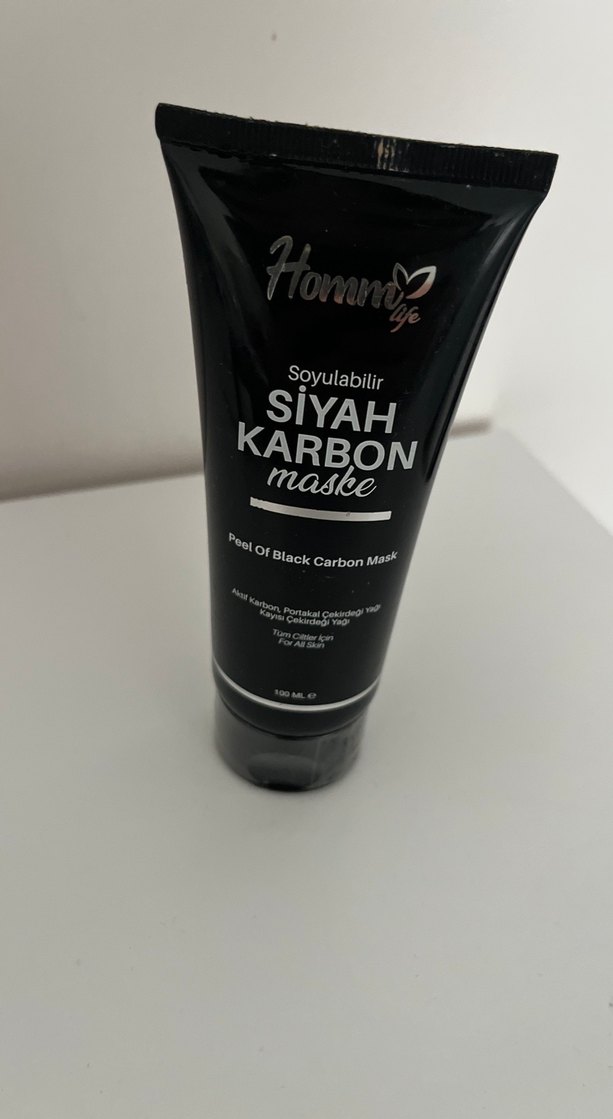 Homm
life
Soyulabilir
SİYAH
KARBON
maske
Peel Of Black Carbon Mask
Aktif Karbon, Portakal Çekirdeği Yağı
Kayısı Çekirdeği Yağı
Tüm Ciltler İçin
For All Skin
100 ML ℮